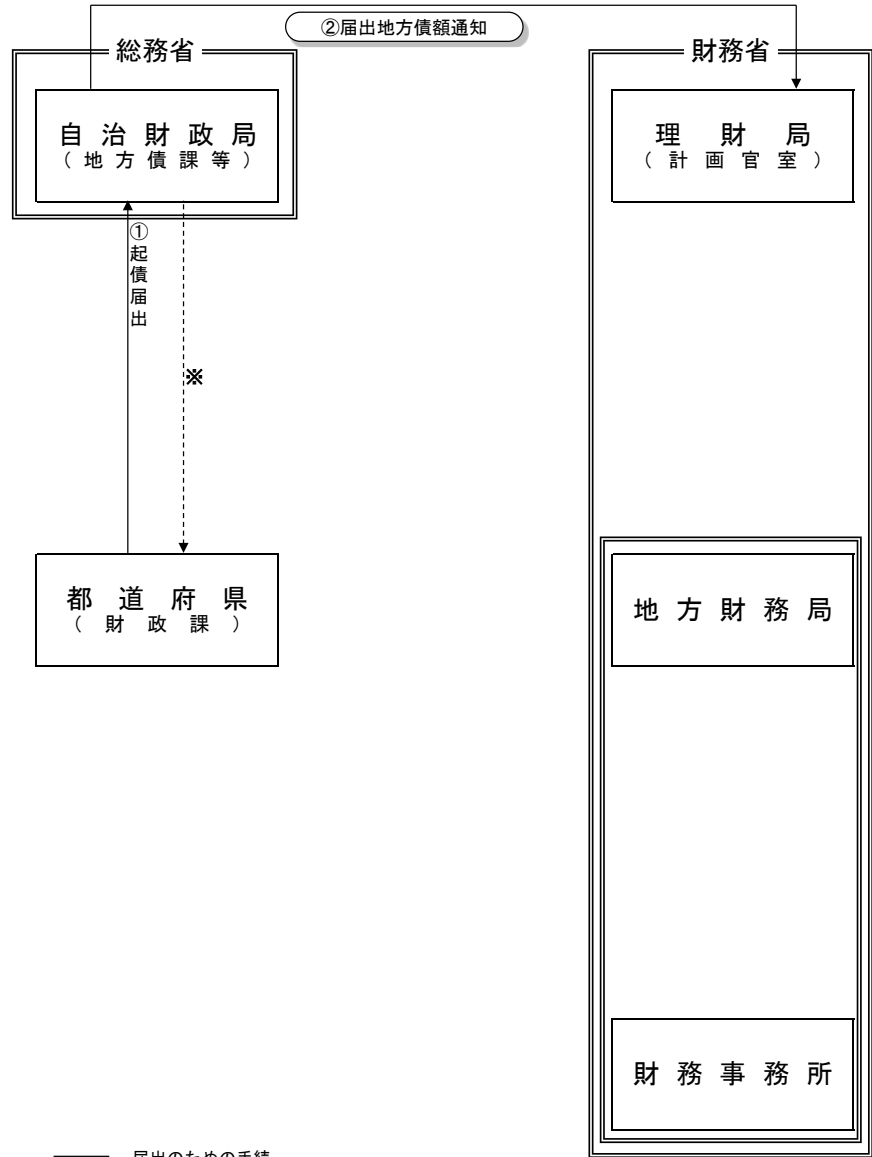 ②届出地方債額通知
総務省
財務省
自治財政局
(地方債課等)
理財局
(計画官室)
①起債届出
※
都道府県
(財政課)
地方財務局
財務事務所
届出のための手続